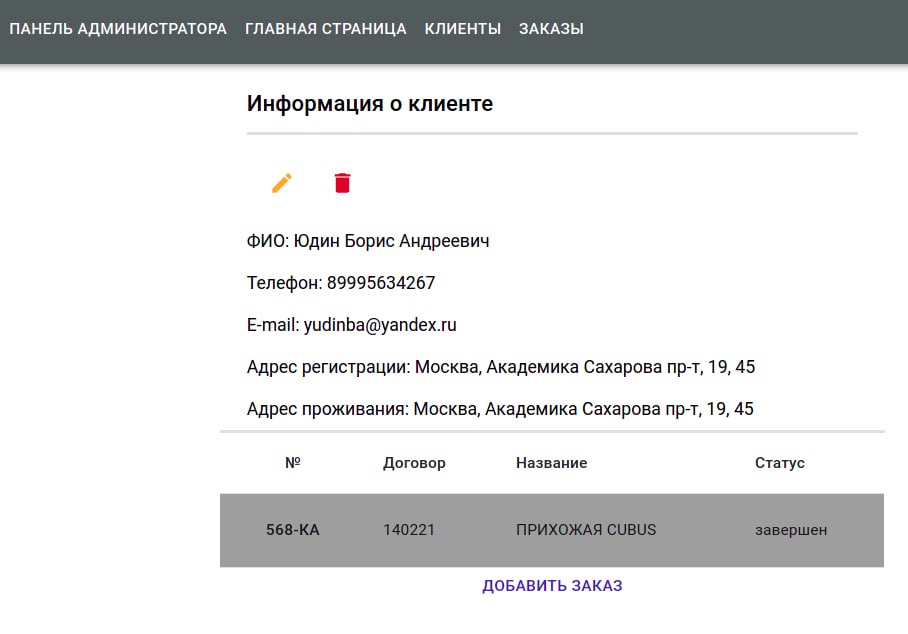 ПАНЕЛЬ АДМИНИСТРАТОРА ГЛАВНАЯ СТРАНИЦА КЛИЕНТЫ ЗАКАЗЫ
Информация о клиенте
ФИО: Юдин Борис Андреевич
Телефон: 89995634267
E-mail: yudinba@yandex.ru
Адрес регистрации: Москва, Академика Сахарова пр-т, 19, 45
Адрес проживания: Москва, Академика Сахарова пр-т, 19, 45
№ Договор Название Статус
568-КА 140221 ПРИХОЖАЯ CUBUS завершен
ДОБАВИТЬ ЗАКАЗ